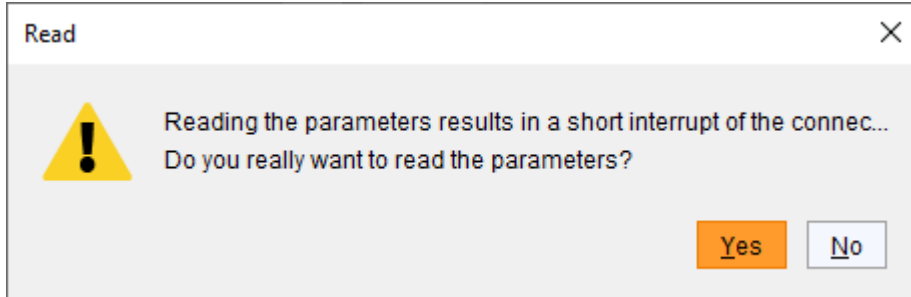 Read
Reading the parameters results in a short interrupt of the connec...
Do you really want to read the parameters?
Yes No